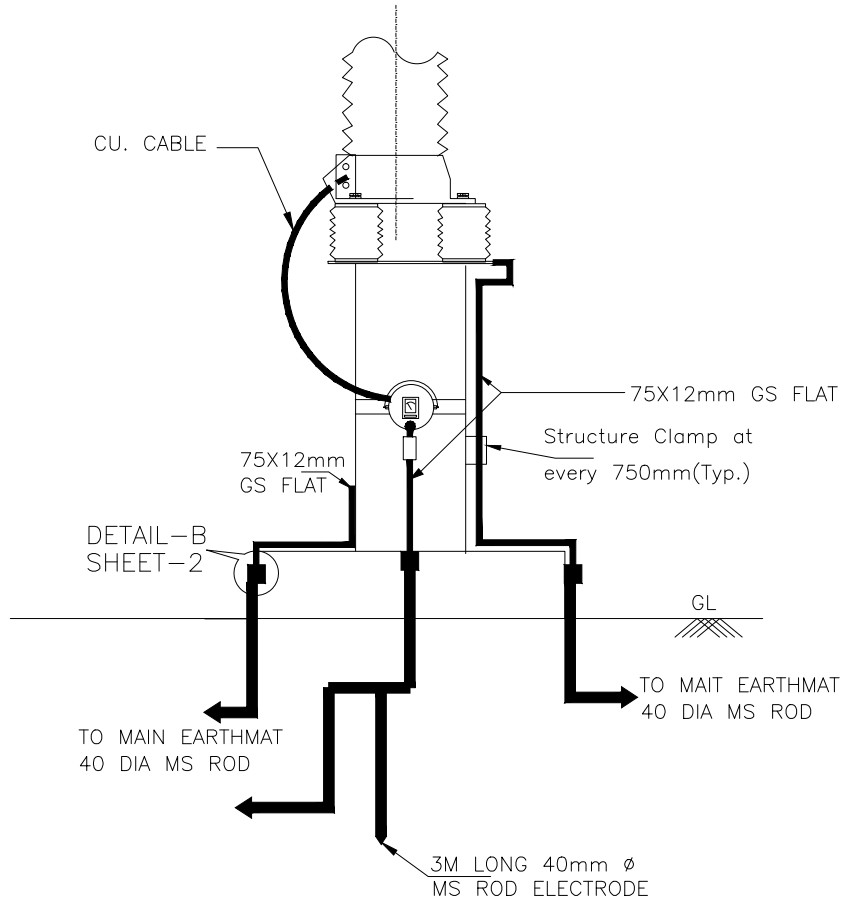 CU. CABLE
75X12mm GS FLAT
Structure Clamp at
every 750mm(Typ.)
75X12mm
GS FLAT
DETAIL-B
SHEET-2
GL
TO MAIT EARTHMAT
40 DIA MS ROD
TO MAIN EARTHMAT
40 DIA MS ROD
3M LONG 40mm ø
MS ROD ELECTRODE